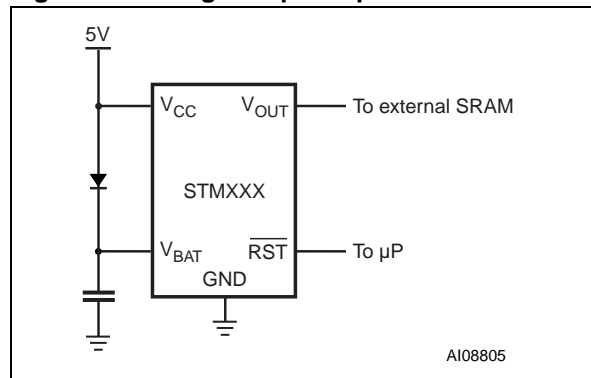 5V
VCC VOUT To external SRAM
STMXXX
VBAT RST To µP
GND
AI08805